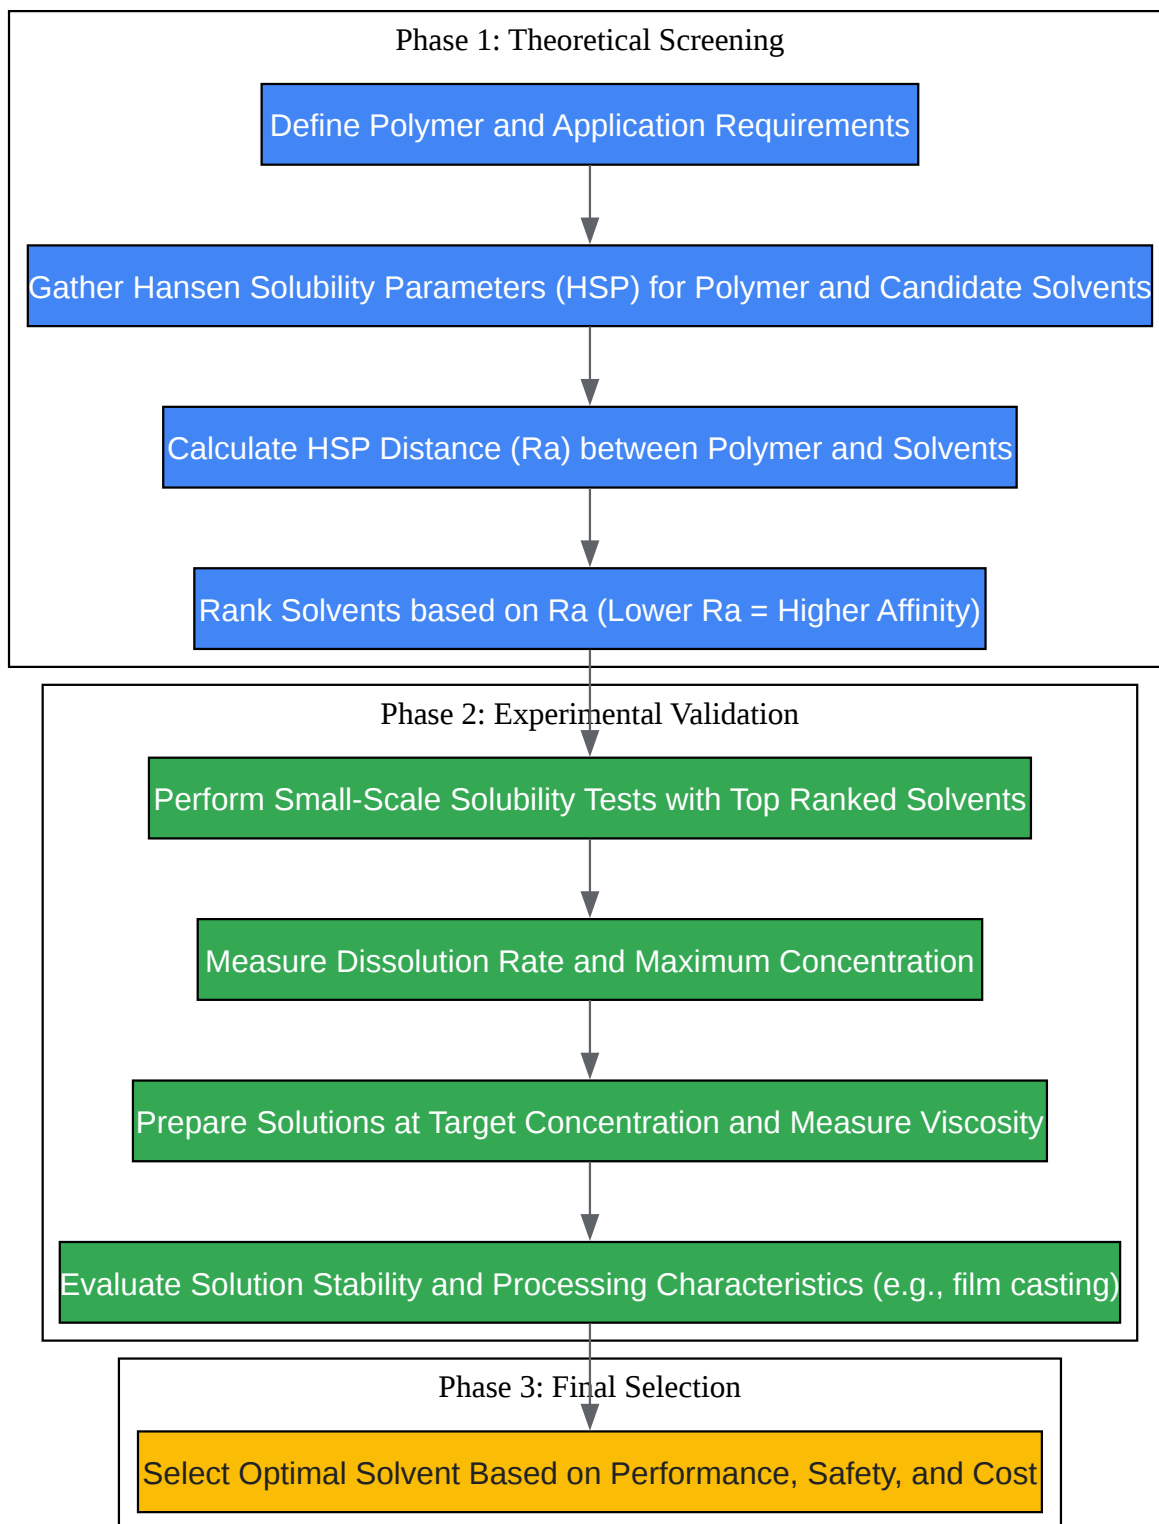 Phase 1: Theoretical Screening
Define Polymer and Application Requirements
Gather Hansen Solubility Parameters (HSP) for Polymer and Candidate Solvents
Calculate HSP Distance (Ra) between Polymer and Solvents
Rank Solvents based on Ra (Lower Ra = Higher Affinity)
Phase 2: Experimental Validation
Perform Small-Scale Solubility Tests with Top Ranked Solvents
Measure Dissolution Rate and Maximum Concentration
Prepare Solutions at Target Concentration and Measure Viscosity
Evaluate Solution Stability and Processing Characteristics (e.g., film casting)
Phase 3: Final Selection
Select Optimal Solvent Based on Performance, Safety, and Cost